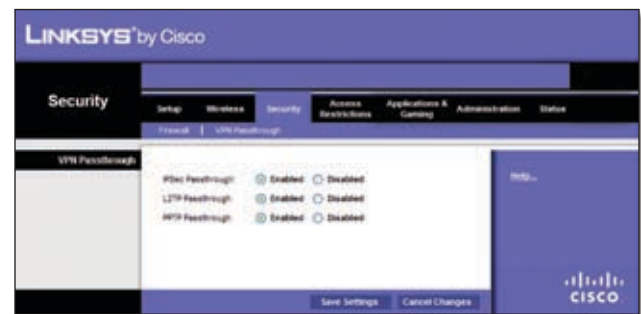 LINKSYS® by Cisco
Security
Setup Wireless Security Access Restrictions Applications & Gaming Administration Status
Firewall | VPN Passthrough
VPN Passthrough
IPSec Passthrough Enabled Disabled
L2TP Passthrough Enabled Disabled
PPTP Passthrough Enabled Disabled
Help...
Save Settings Cancel Changes
CISCO